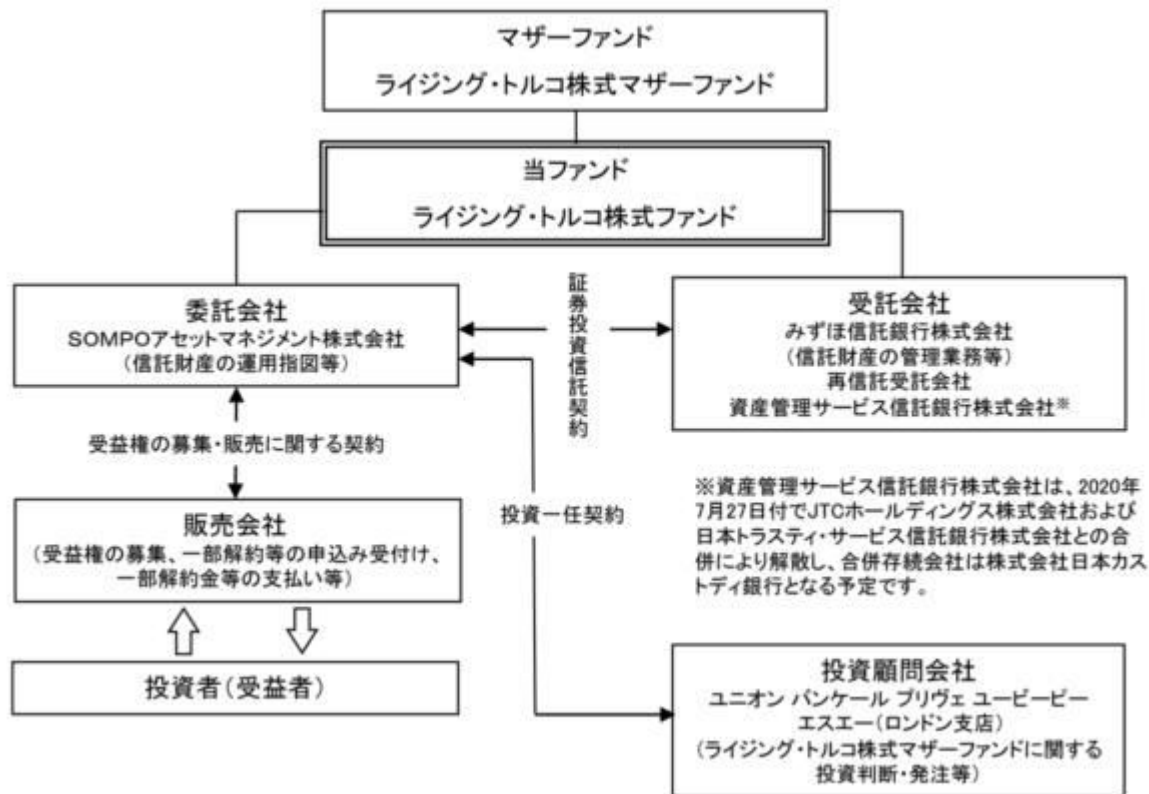 マザーファンド
ライジング・トルコ株式マザーファンド
当ファンド
ライジング・トルコ株式ファンド
委託会社
SOMPOアセットマネジメント株式会社
(信託財産の運用指図等)
証券投資信託契約
受託会社
みずほ信託銀行株式会社
(信託財産の管理業務等)
再信託受託会社
資産管理サービス信託銀行株式会社※
受益権の募集・販売に関する契約
販売会社
(受益権の募集、一部解約等の申込み受付け、
一部解約金等の支払い等)
投資一任契約
※資産管理サービス信託銀行株式会社は、2020年
7月27日付でJTCホールディングス株式会社および
日本トラスティ・サービス信託銀行株式会社との合
併により解散し、合併存続会社は株式会社日本カス
トディ銀行となる予定です。
投資者(受益者)
投資顧問会社
ユニオン バンケール プリヴェ ユービーピー
エスエー(ロンドン支店)
(ライジング・トルコ株式マザーファンドに関する
投資判断・発注等)